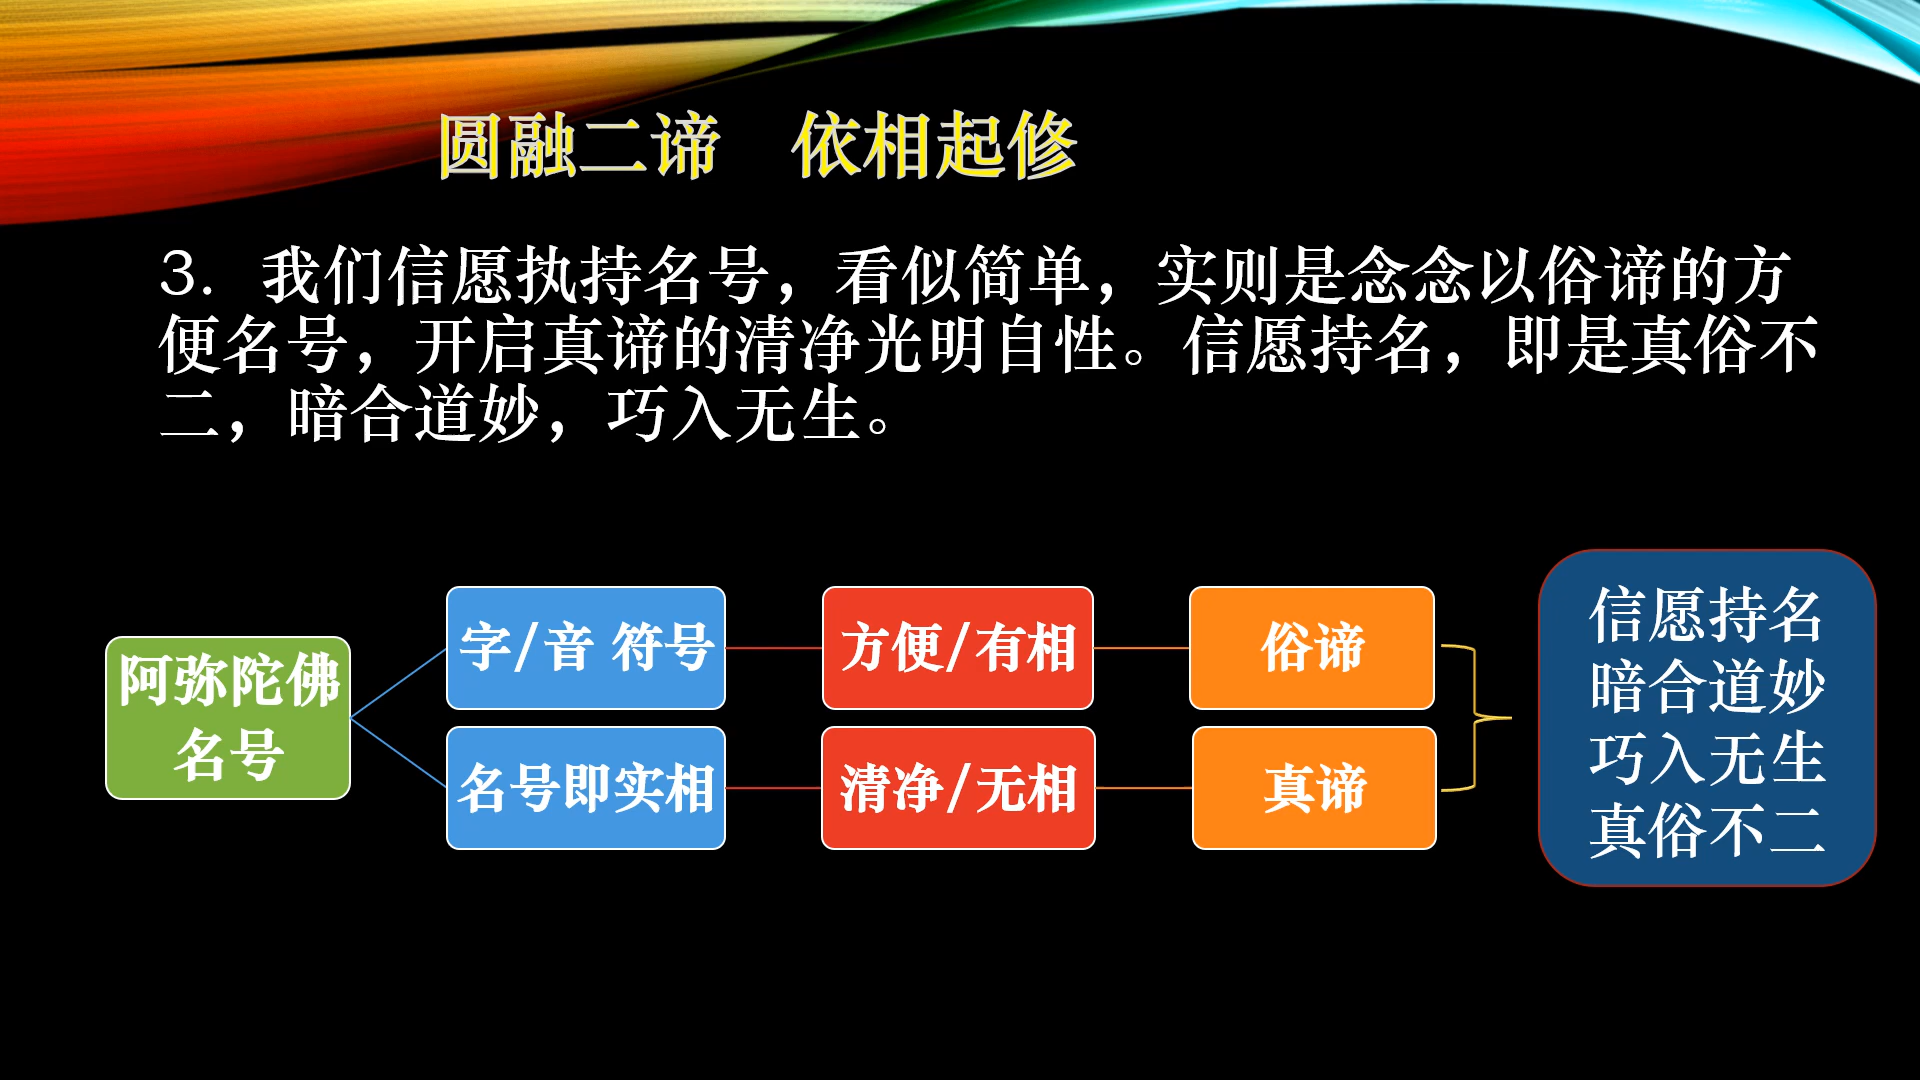 圆融二谛　依相起修
3. 我们信愿执持名号，看似简单，实则是念念以俗谛的方
便名号，开启真谛的清净光明自性。信愿持名，即是真俗不
二，暗合道妙，巧入无生。
阿弥陀佛
名号
字/音 符号
方便/有相
俗谛
名号即实相
清净/无相
真谛
信愿持名
暗合道妙
巧入无生
真俗不二